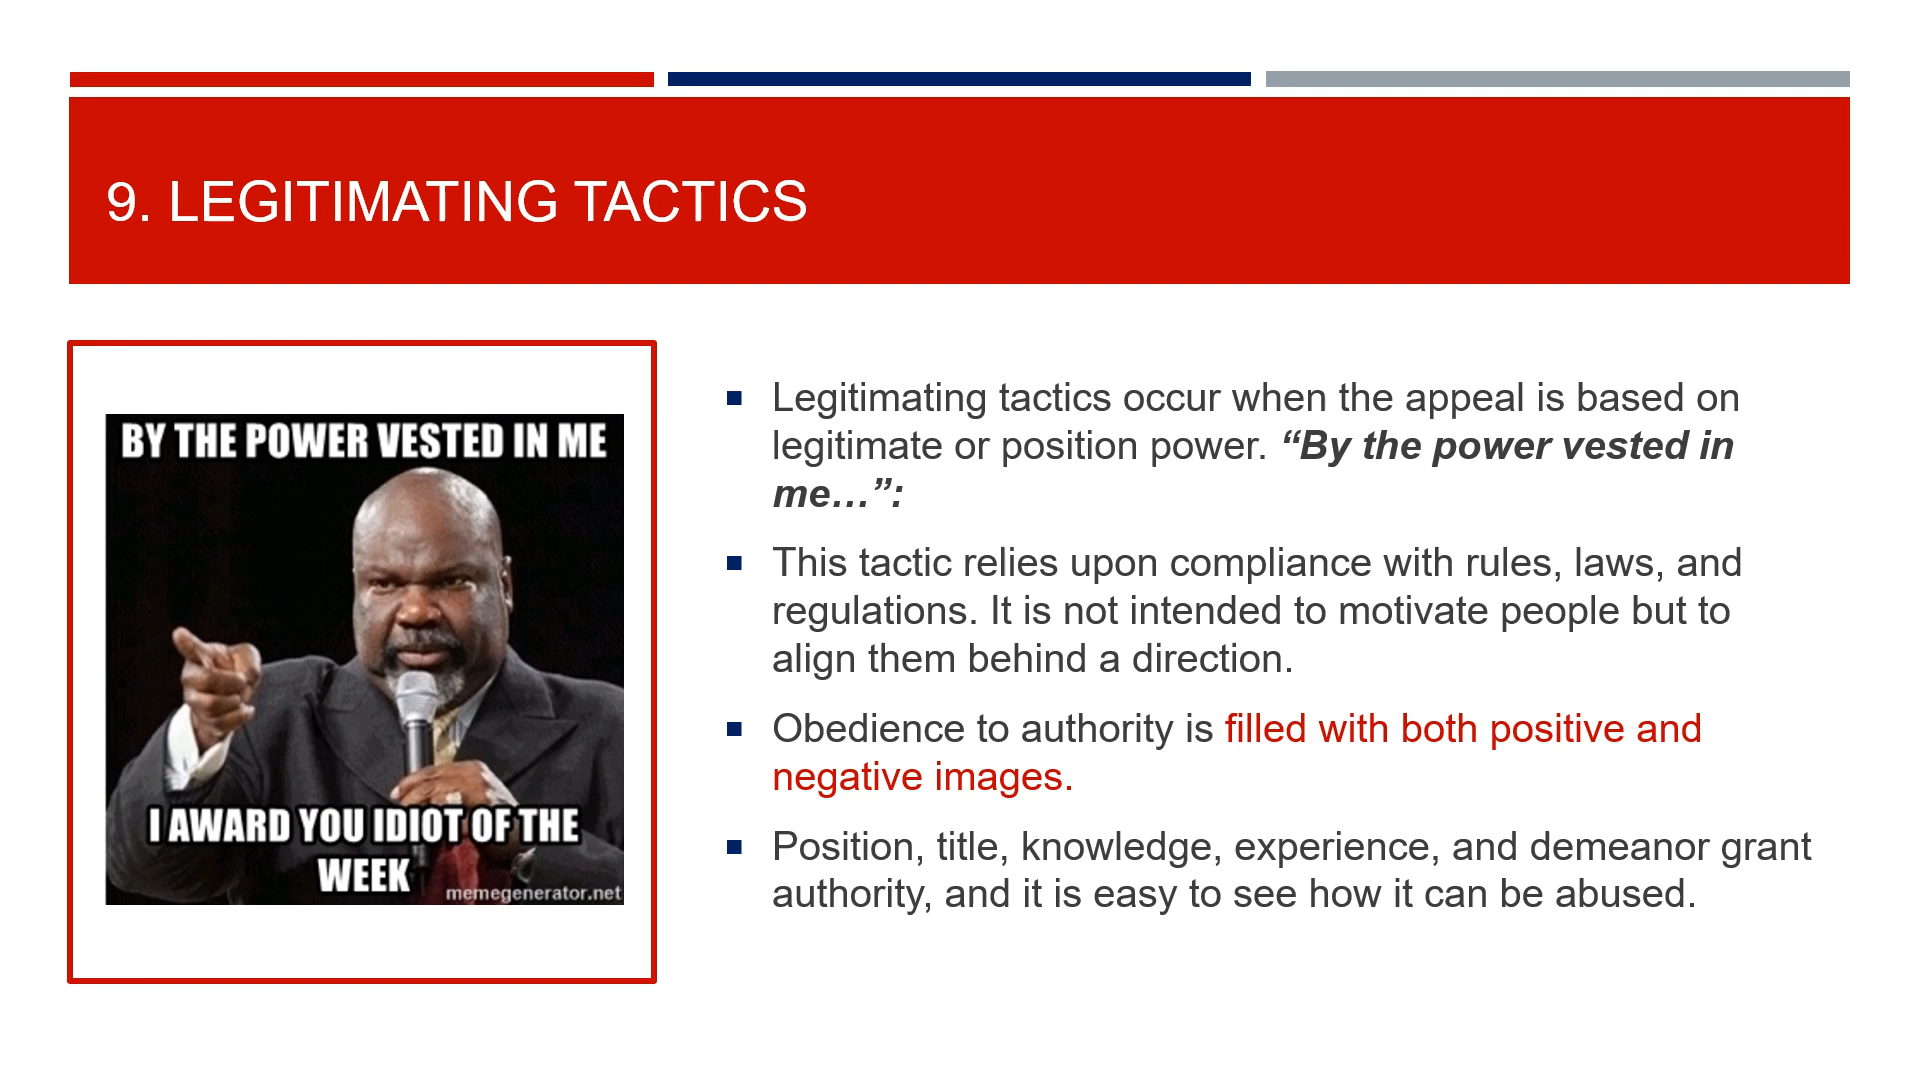 9. LEGITIMATING TACTICS
BY THE POWER VESTED IN ME
I AWARD YOU IDIOT OF THE
WEEK
memegenerator.net
Legitimating tactics occur when the appeal is based on
legitimate or position power. “By the power vested in
me…”:
This tactic relies upon compliance with rules, laws, and
regulations. It is not intended to motivate people but to
align them behind a direction.
Obedience to authority is filled with both positive and
negative images.
Position, title, knowledge, experience, and demeanor grant
authority, and it is easy to see how it can be abused.